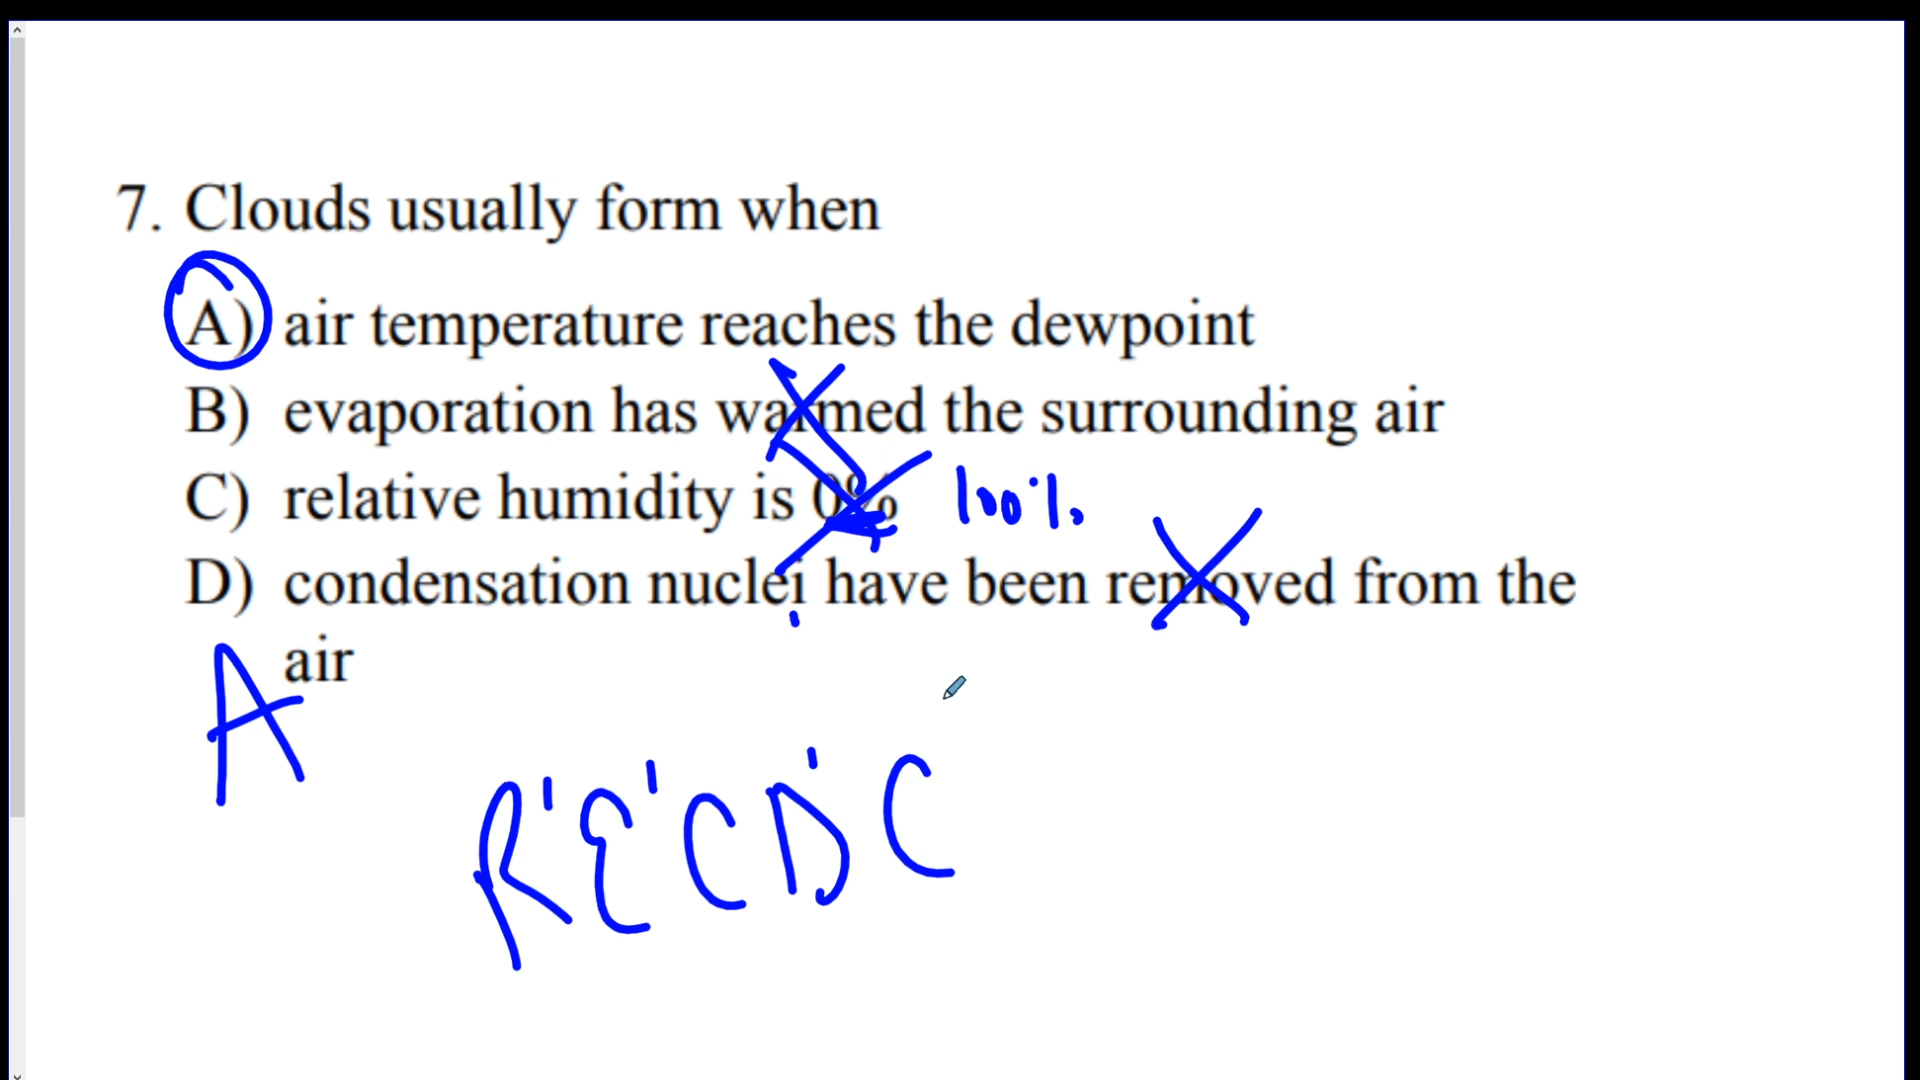 7. Clouds usually form when
A) air temperature reaches the dewpoint
B) evaporation has warmed the surrounding air
C) relative humidity is 0% 100%
D) condensation nuclei have been removed from the
air
A
R'E'CD'C